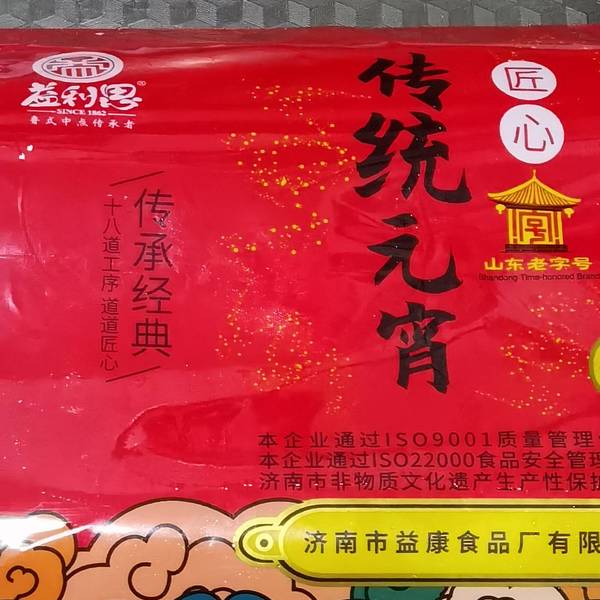 益利思
SINCE 1862
鲁式中点传承者
传承经典
十八道工序 道道匠心
传统元宵
匠心
山东老字号
Shandong Time-honored Brand
本企业通过ISO9001质量管理
本企业通过ISO22000食品安全管理
济南市非物质文化遗产生产性保护
济南市益康食品厂有限